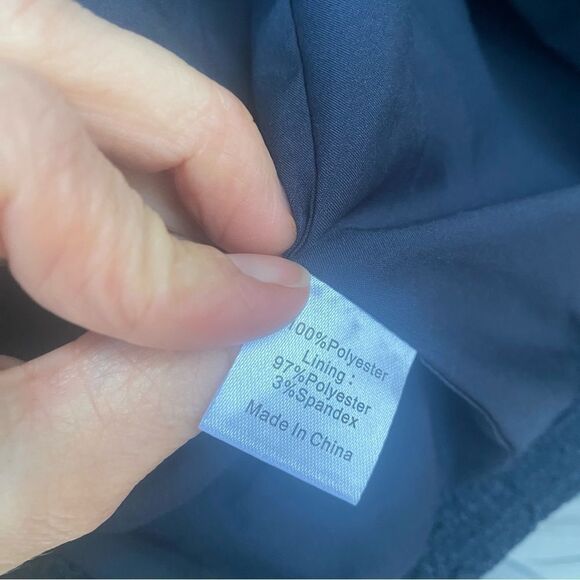 100%Polyester
Lining :
97%Polyester
3%Spandex
Made In China